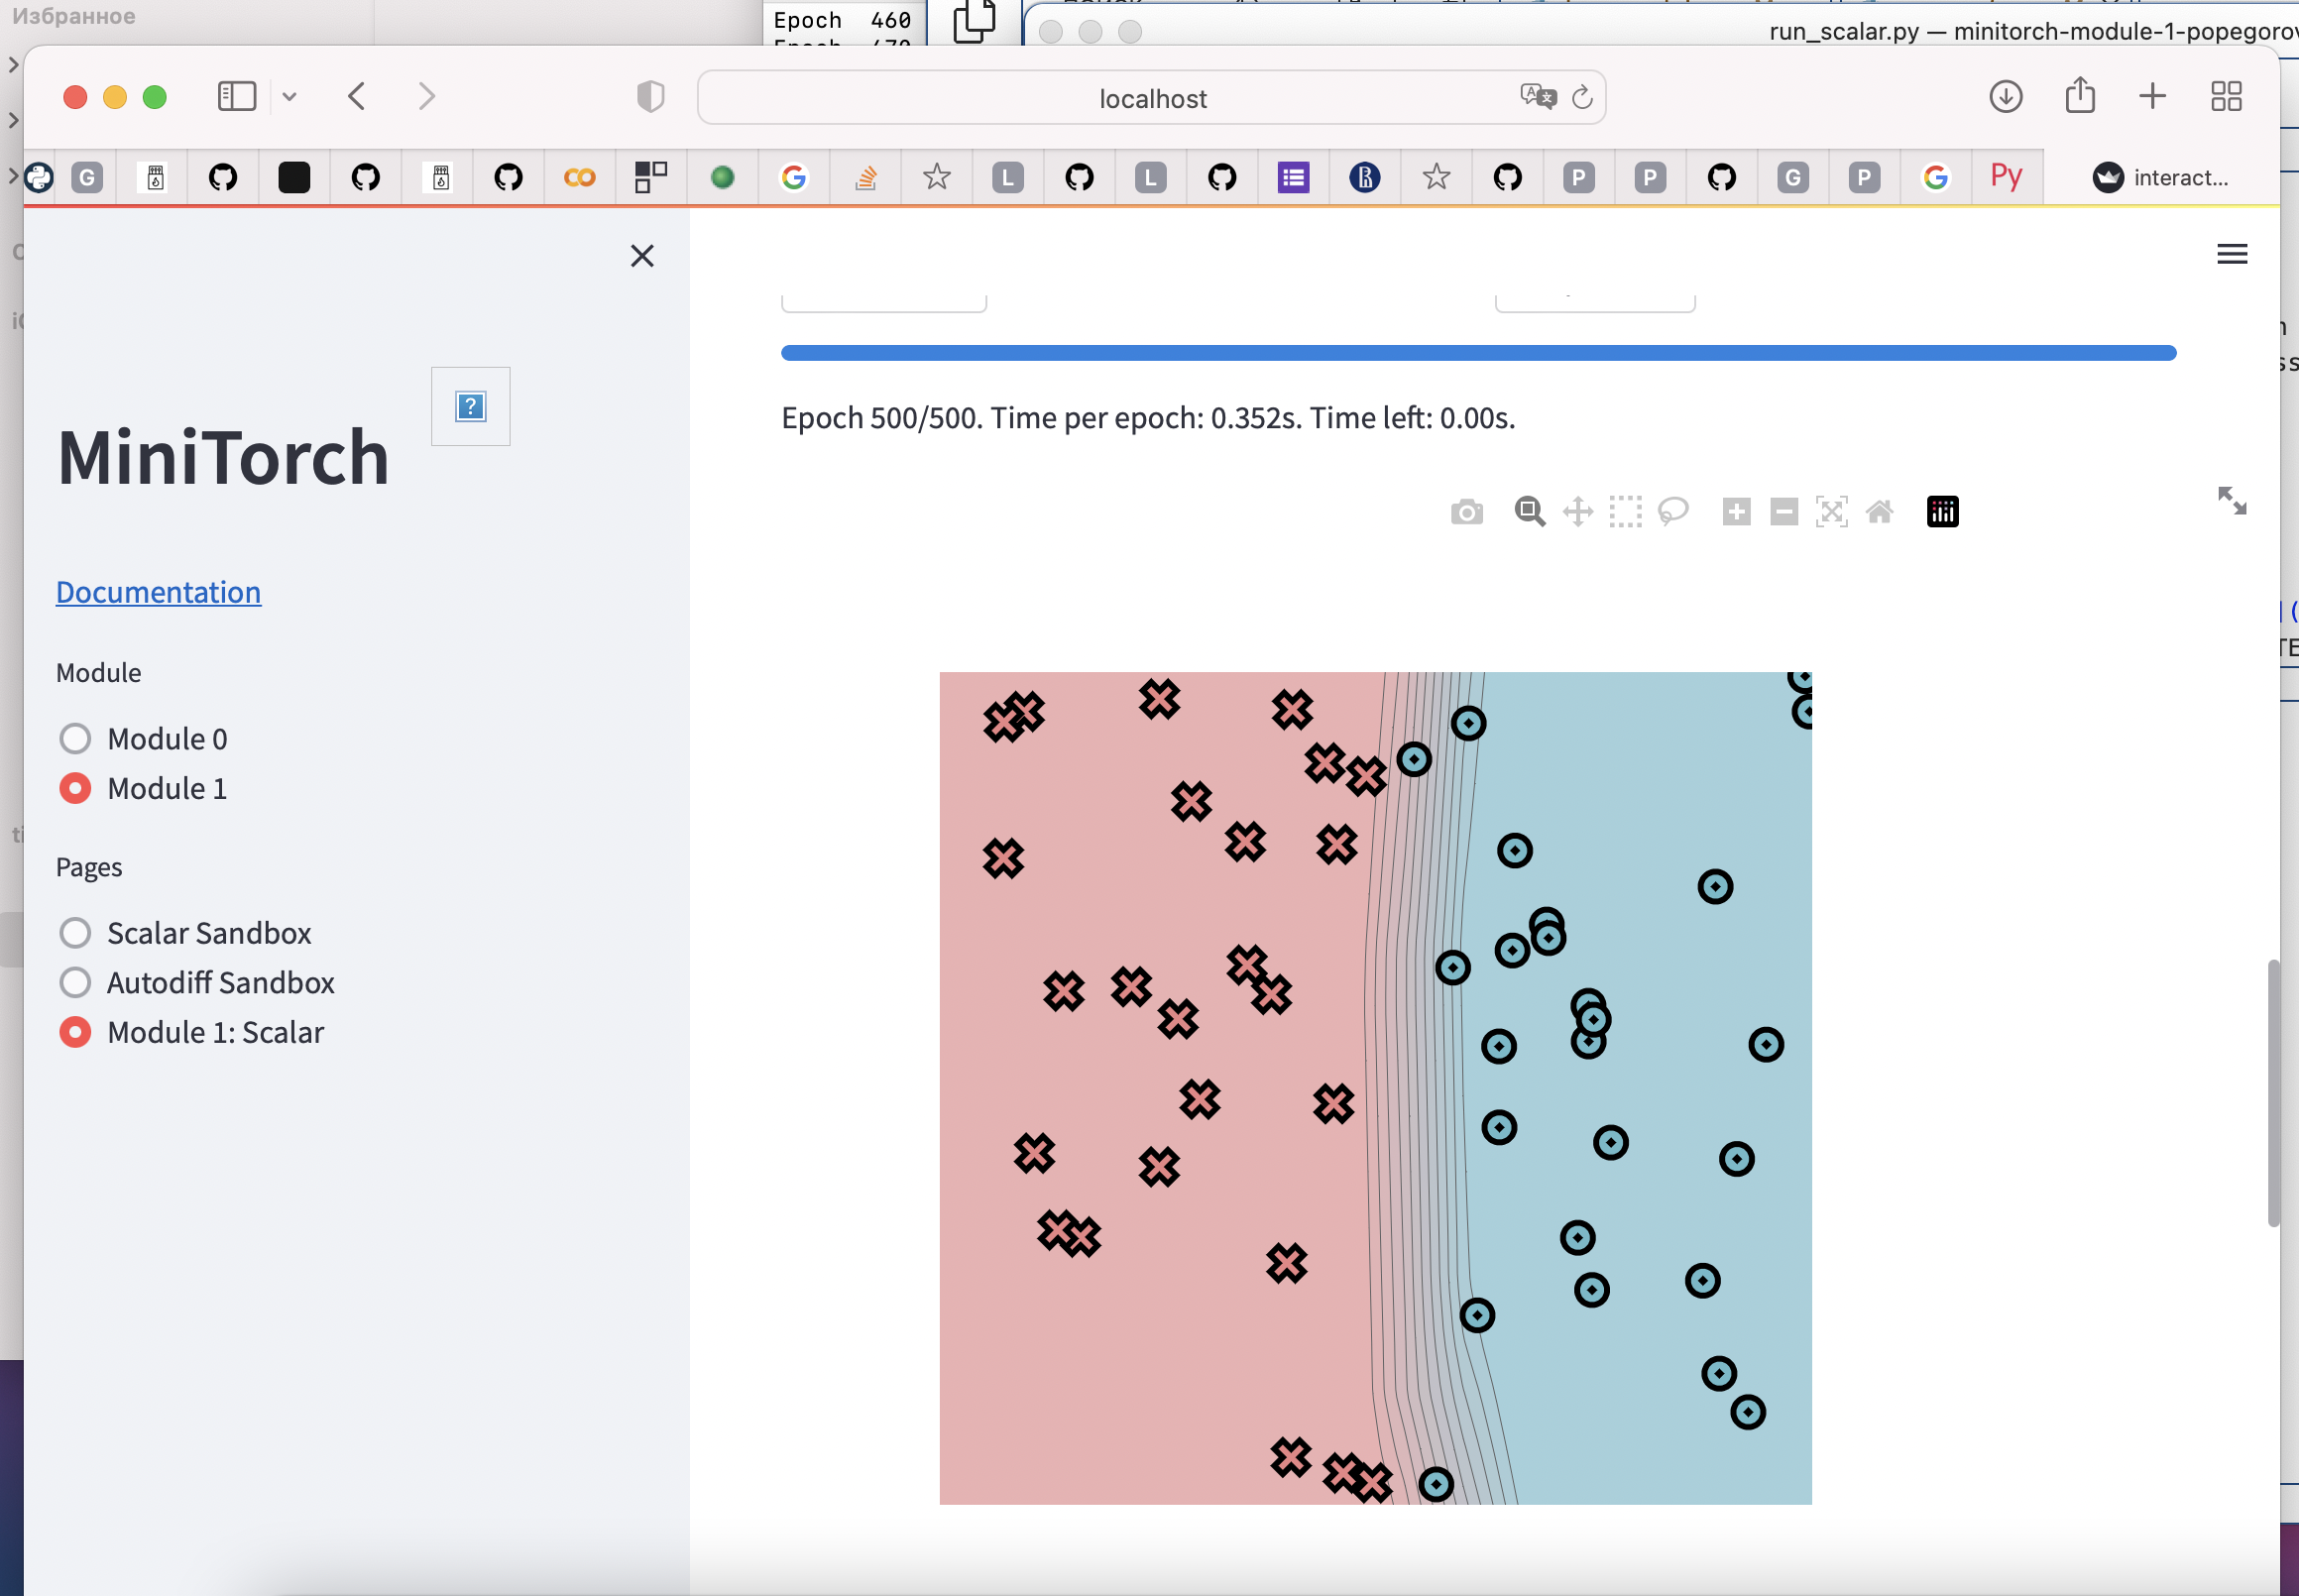 Избранное
Epoch 460
Epoch 470
run_scalar.py — minitorch-module-1-popegorov
localhost
interact...
MiniTorch
Documentation
Module
Module 0
Module 1
Pages
Scalar Sandbox
Autodiff Sandbox
Module 1: Scalar
Epoch 500/500. Time per epoch: 0.352s. Time left: 0.00s.